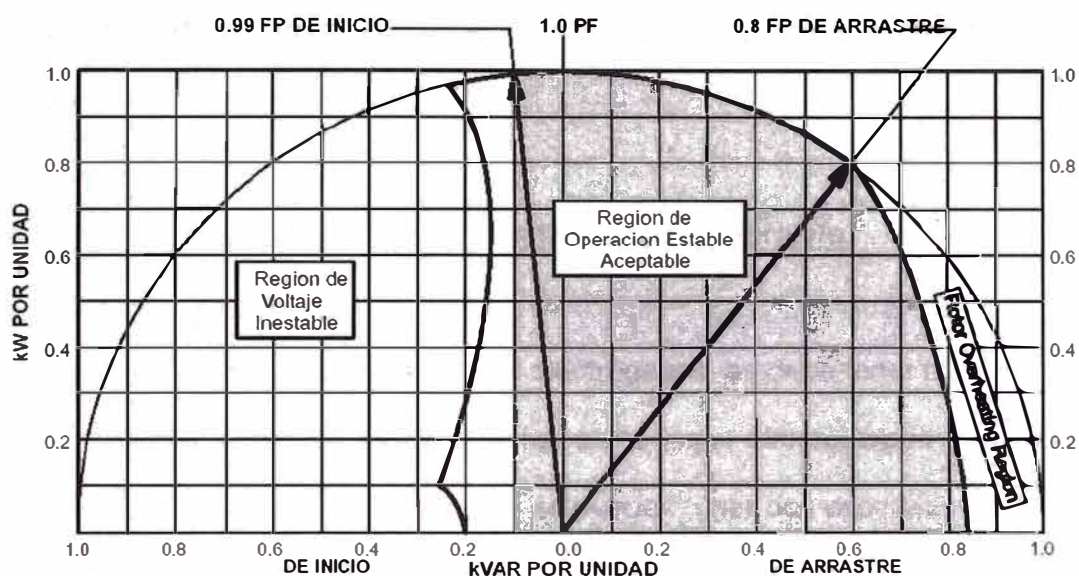 0.99 FP DE INICIO
1.0 PF
0.8 FP DE ARRASTRE
1.0
1.0
0.8
0.8
0.6
0.6
0.4
0.4
0.2
0.2
kW POR UNIDAD
Region de
Voltaje
Inestable
Region de
Operacion Estable
Aceptable
Rotor Overheating Region
1.0
0.8
0.6
0.4
0.2
0.0
0.2
0.4
0.6
0.8
1.0
DE INICIO
kVAR POR UNIDAD
DE ARRASTRE